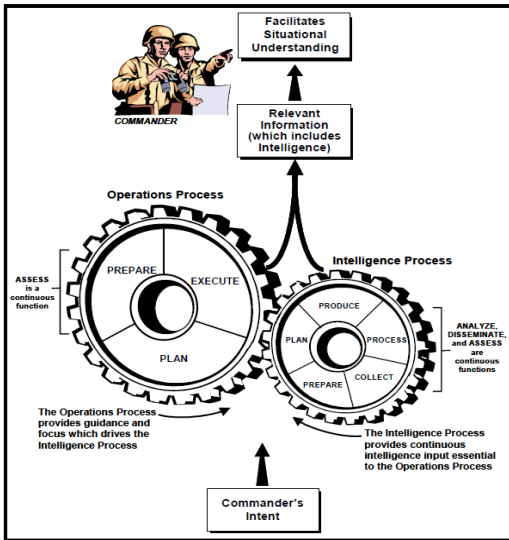 Facilitates
Situational
Understanding
COMMANDER
Relevant
Information
(which includes
Intelligence)
Operations Process
Intelligence Process
ASSESS
is a
continuous
function
PREPARE
EXECUTE
PLAN
PRODUCE
PLAN
PROCESS
PREPARE
COLLECT
ANALYZE,
DISSEMINATE,
and ASSESS
are
continuous
functions
The Operations Process
provides guidance and
focus which drives the
Intelligence Process
The Intelligence Process
provides continuous
intelligence input essential
to the Operations Process
Commander's
Intent